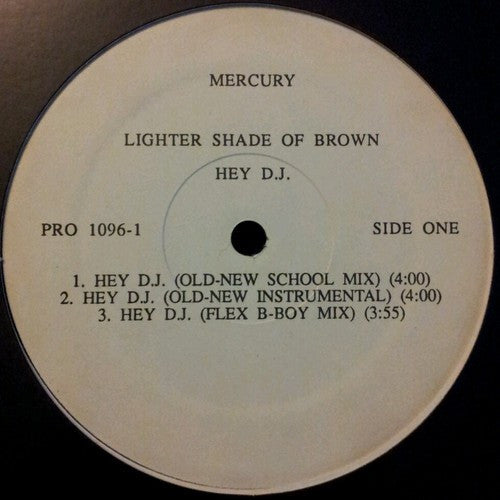 MERCURY
LIGHTER SHADE OF BROWN
HEY D.J.
PRO 1096-1 SIDE ONE
1. HEY D.J. (OLD-NEW SCHOOL MIX) (4:00)
2. HEY D.J. (OLD-NEW INSTRUMENTAL) (4:00)
3. HEY D.J. (FLEX B-BOY MIX) (3:55)